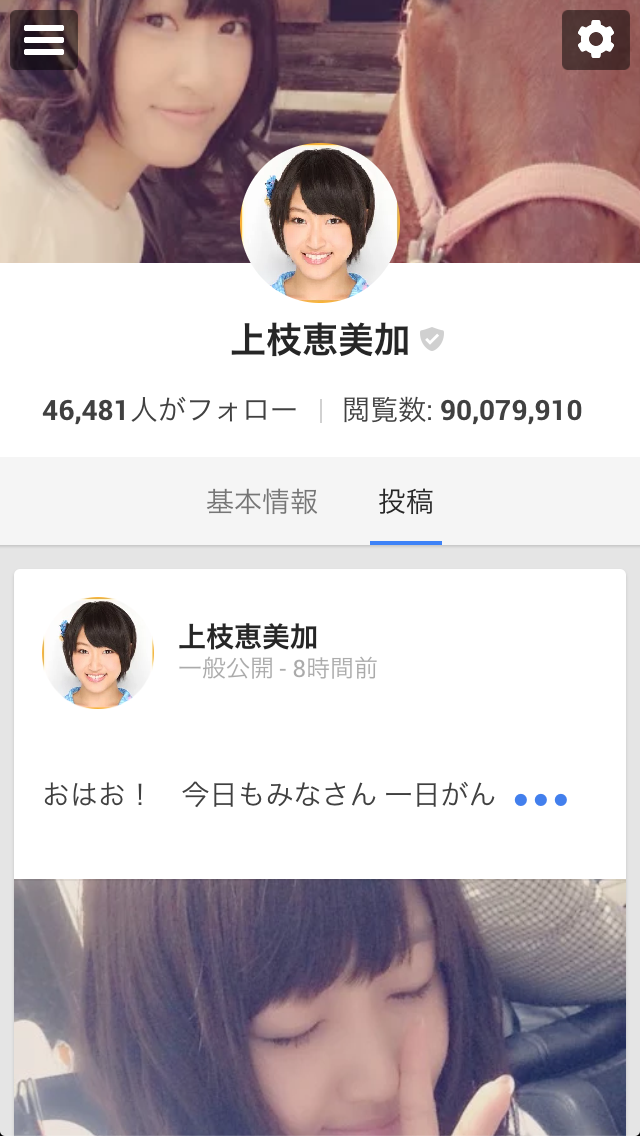 上枝恵美加
46,481人がフォロー | 閲覧数: 90,079,910
基本情報 投稿
上枝恵美加
一般公開 - 8時間前
おはお！ 今日もみなさん 一日がん